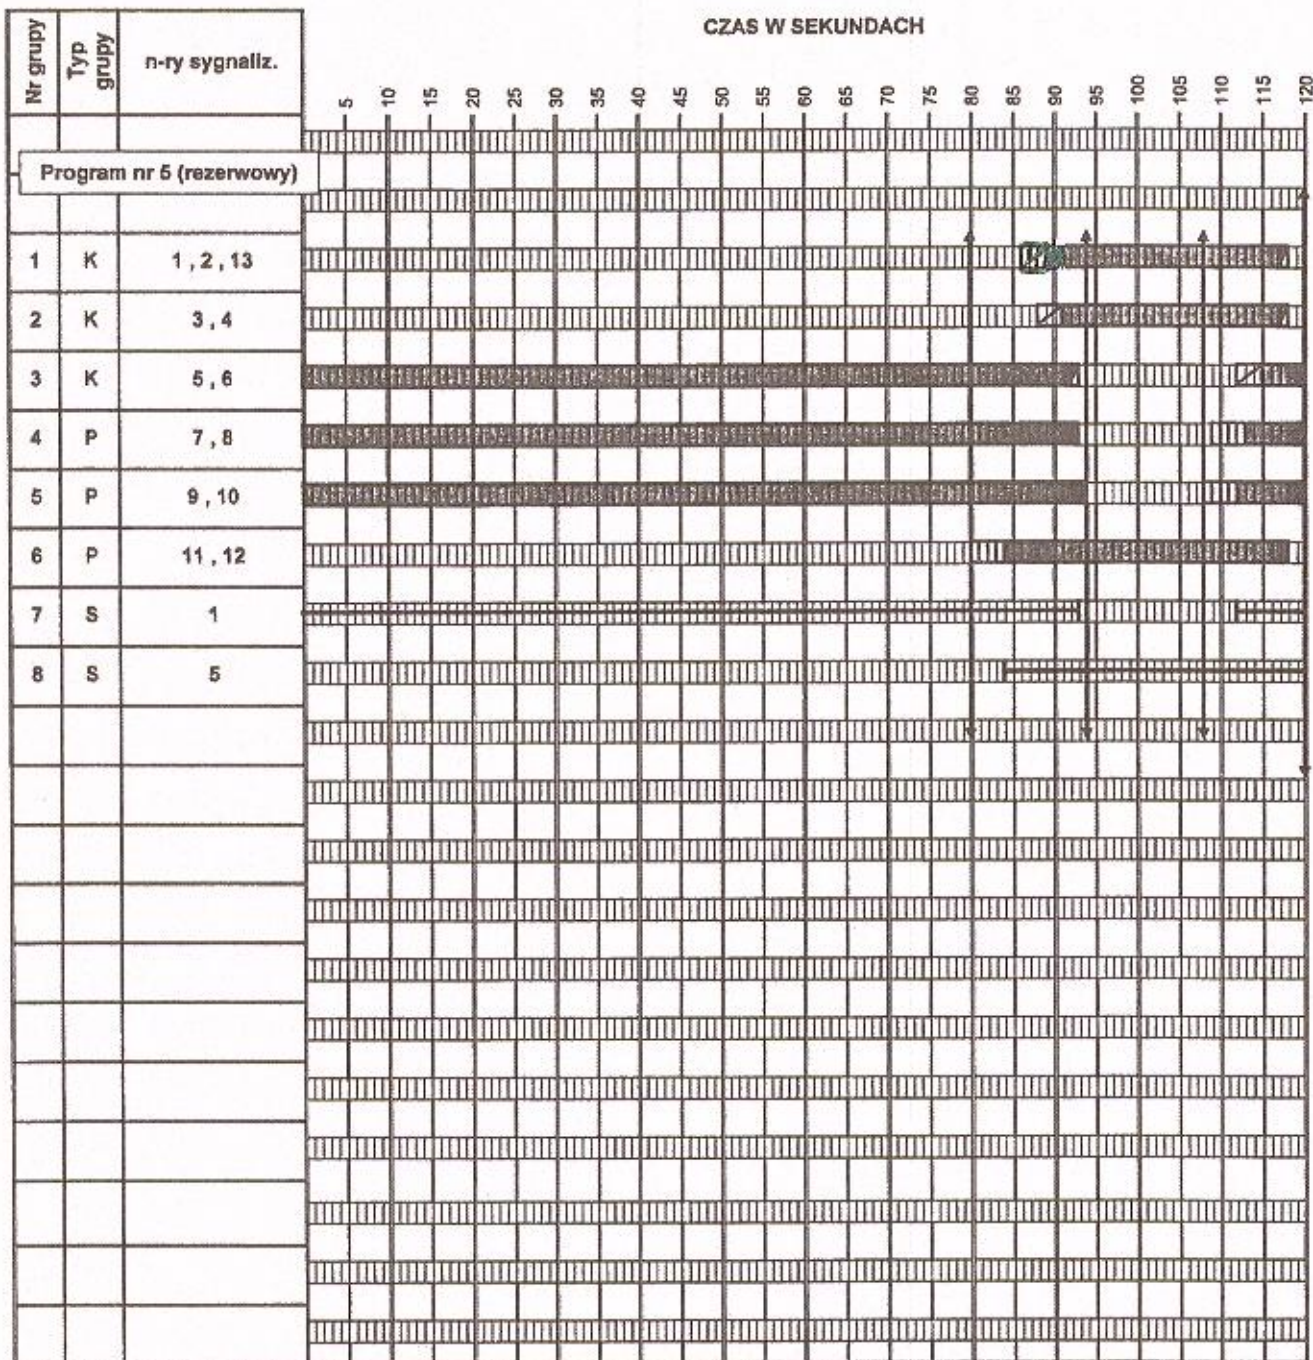 CZAS W SEKUNDACH
Nr grupy
Typ grupy
n-ry sygnaliz.
5 10 15 20 25 30 35 40 45 50 55 60 65 70 75 80 85 90 95 100 105 110 115 120
Program nr 5 (rezerwowy)
1 K 1 , 2 , 13
2 K 3 , 4
3 K 5 , 6
4 P 7 , 8
5 P 9 , 10
6 P 11 , 12
7 S 1
8 S 5